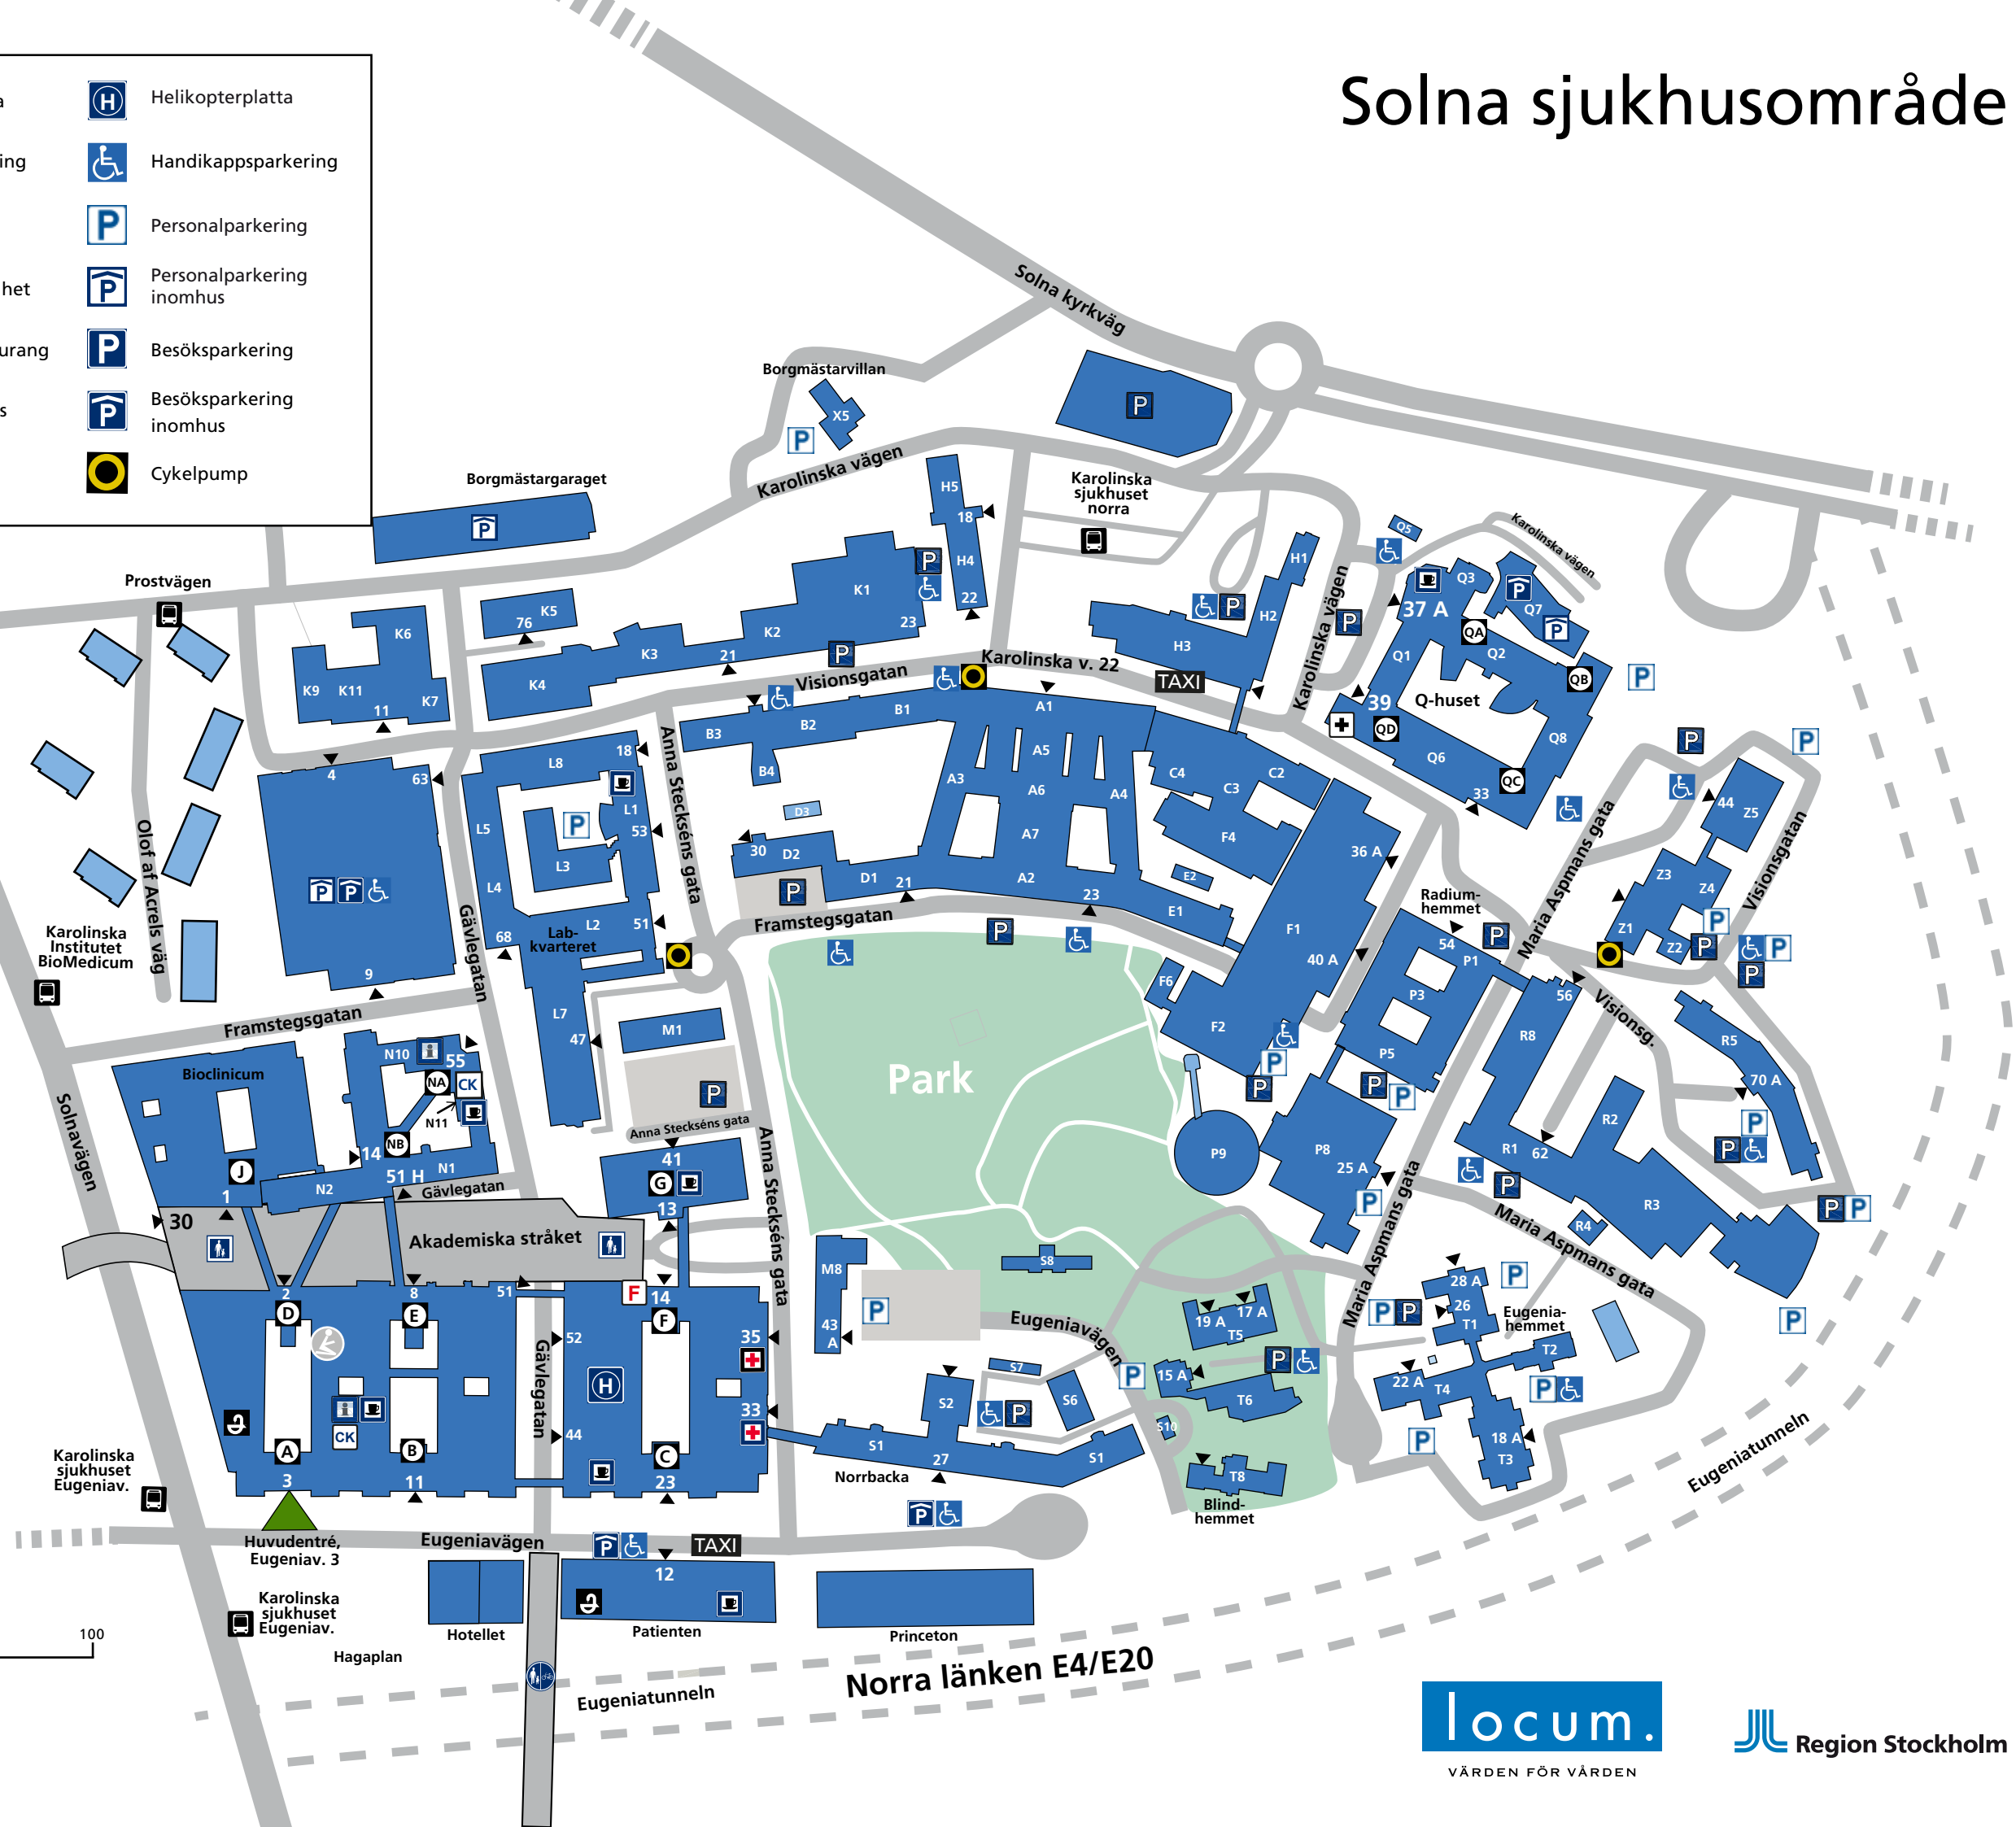 Solna sjukhusområde
a
ing
het
urang
s
H
Helikopterplatta
Handikappsparkering
P
Personalparkering
P
Personalparkering
inomhus
P
Besöksparkering
P
Besöksparkering
inomhus
Cykelpump
Solna kyrkväg
Borgmästarvillan
X5
P
P
Borgmästargaraget
P
Karolinska vägen
Karolinska
sjukhuset
norra
H5
18
H4
22
P
Prostvägen
K6
K9
K11
K7
11
K5
76
K4
K3
21
K2
K1
23
P
Visionsgatan
Karolinska v. 22
TAXI
H1
H2
H3
P
Karolinska vägen
P
Q5
Karolinska vägen
Q3
37 A
QA
Q7
P
P
Q1
Q2
QB
39
Q-huset
QD
Q6
QC
Q8
33
P
4
63
P
P
9
Olof af Acrels väg
Karolinska
Institutet
BioMedicum
Framstegsgatan
Gävlegatan
L8
18
L1
P
53
L5
L3
L4
L2
51
68
Lab-
kvarteret
L7
47
Anna Steckséns gata
B3
B2
B1
B4
A1
A5
A3
A6
A4
A7
A2
D3
30
D2
D1
21
23
P
Framstegsgatan
P
C4
C3
C2
F4
E2
E1
36 A
F1
40 A
F6
F2
P
P
Radium-
hemmet
54
P
P1
P3
P5
P
P
Maria Aspmans gata
P
P
44
Z5
Z3
Z4
Z1
Z2
P
P
P
P
Visionsgatan
56
Visionsg.
R8
R5
70 A
P
P
R2
R1
62
R3
R4
P
P
P
P
Maria Aspmans gata
Maria Aspmans gata
P9
P8
25 A
P
Park
M1
P
Anna Steckséns gata
41
G
13
Anna Steckséns gata
Bioclinicum
J
1
30
N10
55
NA
CK
N11
NB
14
N1
51 H
N2
Gävlegatan
Akademiska stråket
Solnavägen
2
D
8
E
51
F
14
F
52
35
H
33
44
Gävlegatan
CK
A
3
B
11
C
23
M8
43
A
P
S8
Eugeniavägen
S7
S6
P
S2
S1
27
S1
Norrbacka
P
S10
19 A
17 A
T5
P
15 A
T6
T8
Blind-
hemmet
28 A
26
T1
Eugenia-
hemmet
T2
P
P
P
P
22 A
T4
18 A
T3
P
Eugeniatunneln
Karolinska
sjukhuset
Eugeniav.
Huvudentré,
Eugeniav. 3
Eugeniavägen
P
TAXI
P
12
Karolinska
sjukhuset
Eugeniav.
Hagaplan
Hotellet
Patienten
Princeton
100
Eugeniatunneln
Norra länken E4/E20
locum.
VÄRDEN FÖR VÅRDEN
Region Stockholm